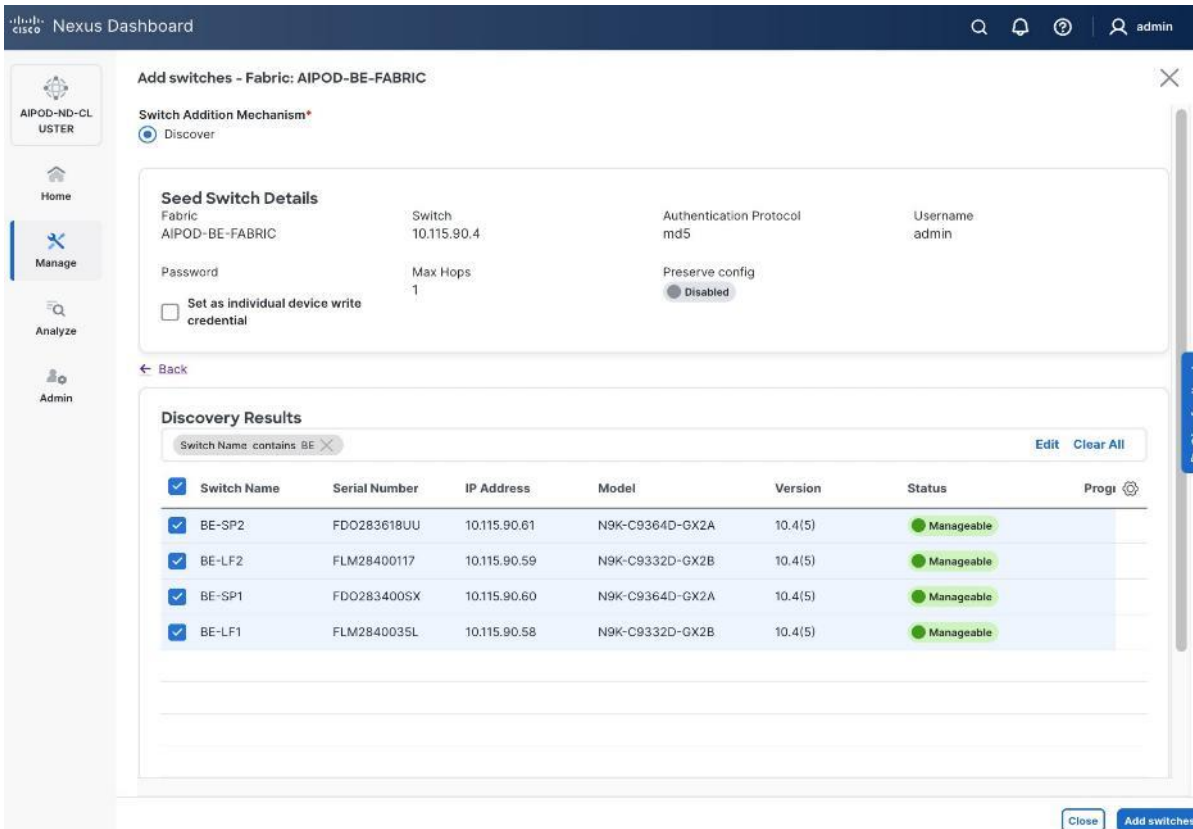 cisco Nexus Dashboard
admin
AIPOD-ND-CL
USTER
Home
Manage
Analyze
Admin
Add switches - Fabric: AIPOD-BE-FABRIC
Switch Addition Mechanism*
Discover
Seed Switch Details
Fabric Switch Authentication Protocol Username
AIPOD-BE-FABRIC 10.115.90.4 md5 admin
Password Max Hops Preserve config
1 Disabled
Set as individual device write
credential
← Back
Discovery Results
Switch Name contains BE Edit Clear All
Switch Name Serial Number IP Address Model Version Status Progr
BE-SP2 FDO283618UU 10.115.90.61 N9K-C9364D-GX2A 10.4(5) Manageable
BE-LF2 FLM28400117 10.115.90.59 N9K-C9332D-GX2B 10.4(5) Manageable
BE-SP1 FDO283400SX 10.115.90.60 N9K-C9364D-GX2A 10.4(5) Manageable
BE-LF1 FLM2840035L 10.115.90.58 N9K-C9332D-GX2B 10.4(5) Manageable
Close Add switches